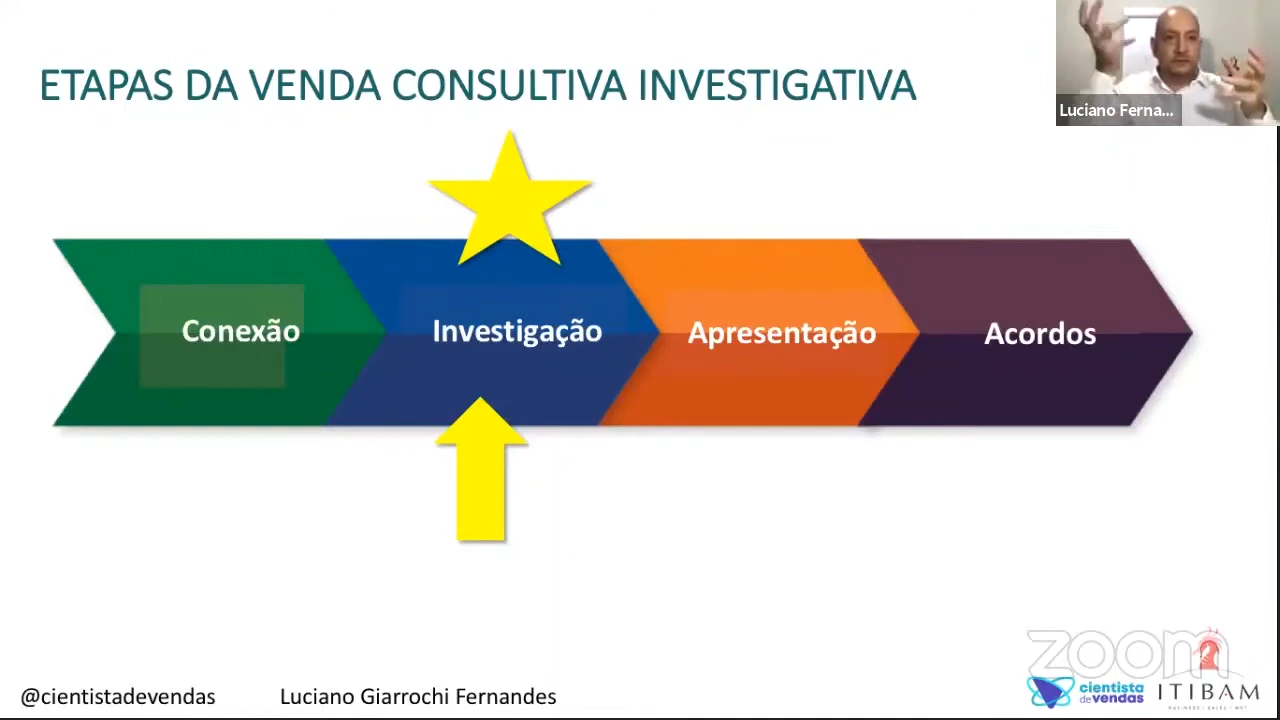 ETAPAS DA VENDA CONSULTIVA INVESTIGATIVA
Luciano Ferna...
Conexão
Investigação
Apresentação
Acordos
zoom
@cientistadevendas
Luciano Giarrochi Fernandes
cientista
de vendas
ITIBAM